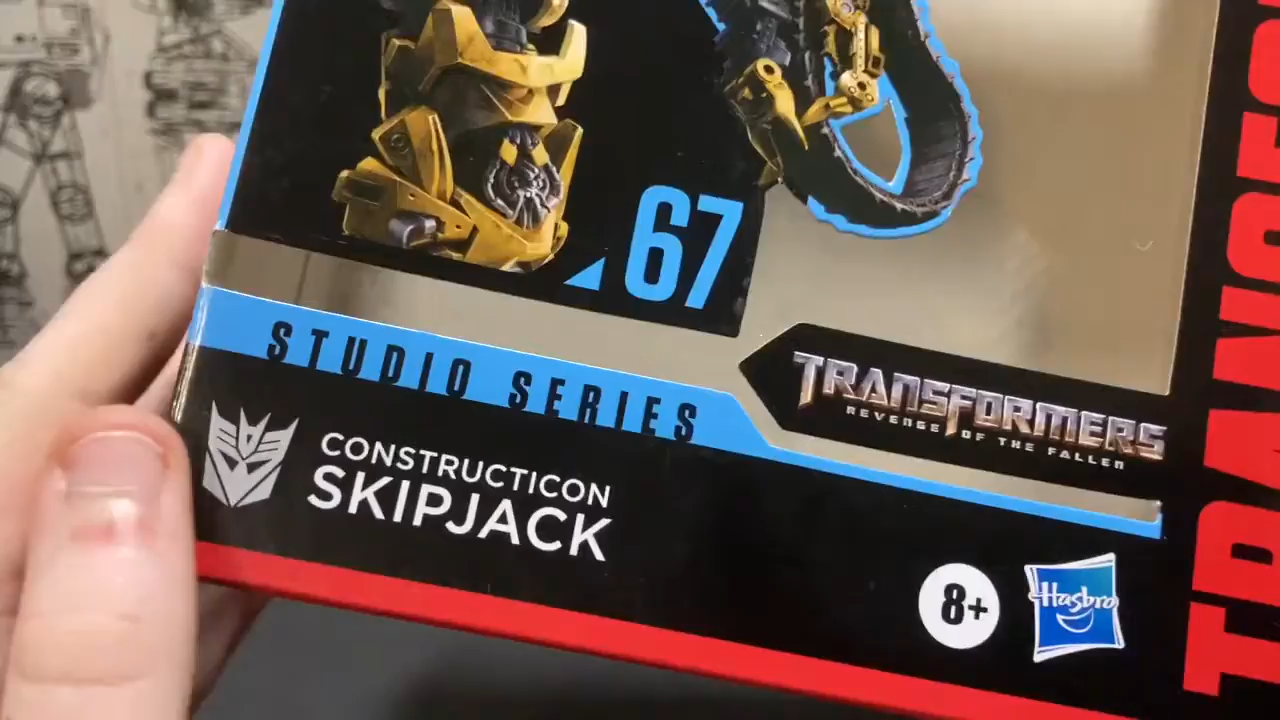 67
STUDIO SERIES
TRANSFORMERS
REVENGE OF THE FALLEN
CONSTRUCTICON
SKIPJACK
8+
Hasbro